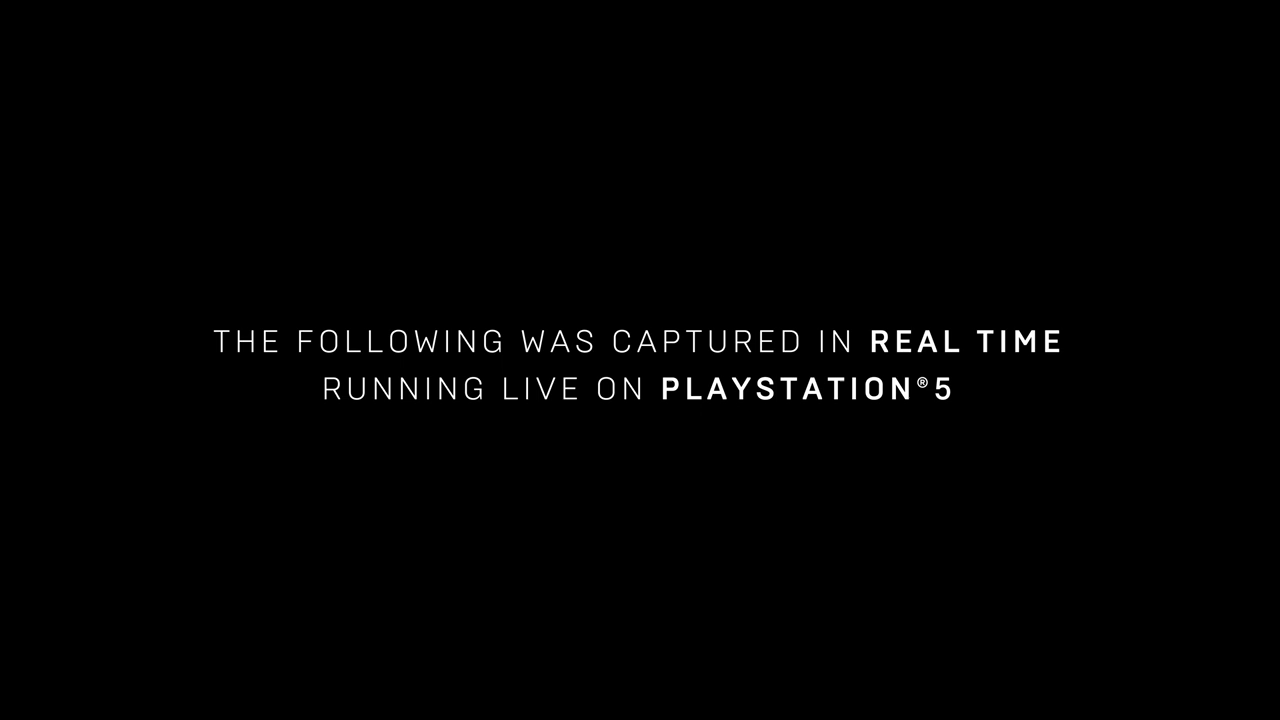 THE FOLLOWING WAS CAPTURED IN REAL TIME
RUNNING LIVE ON PLAYSTATION®5